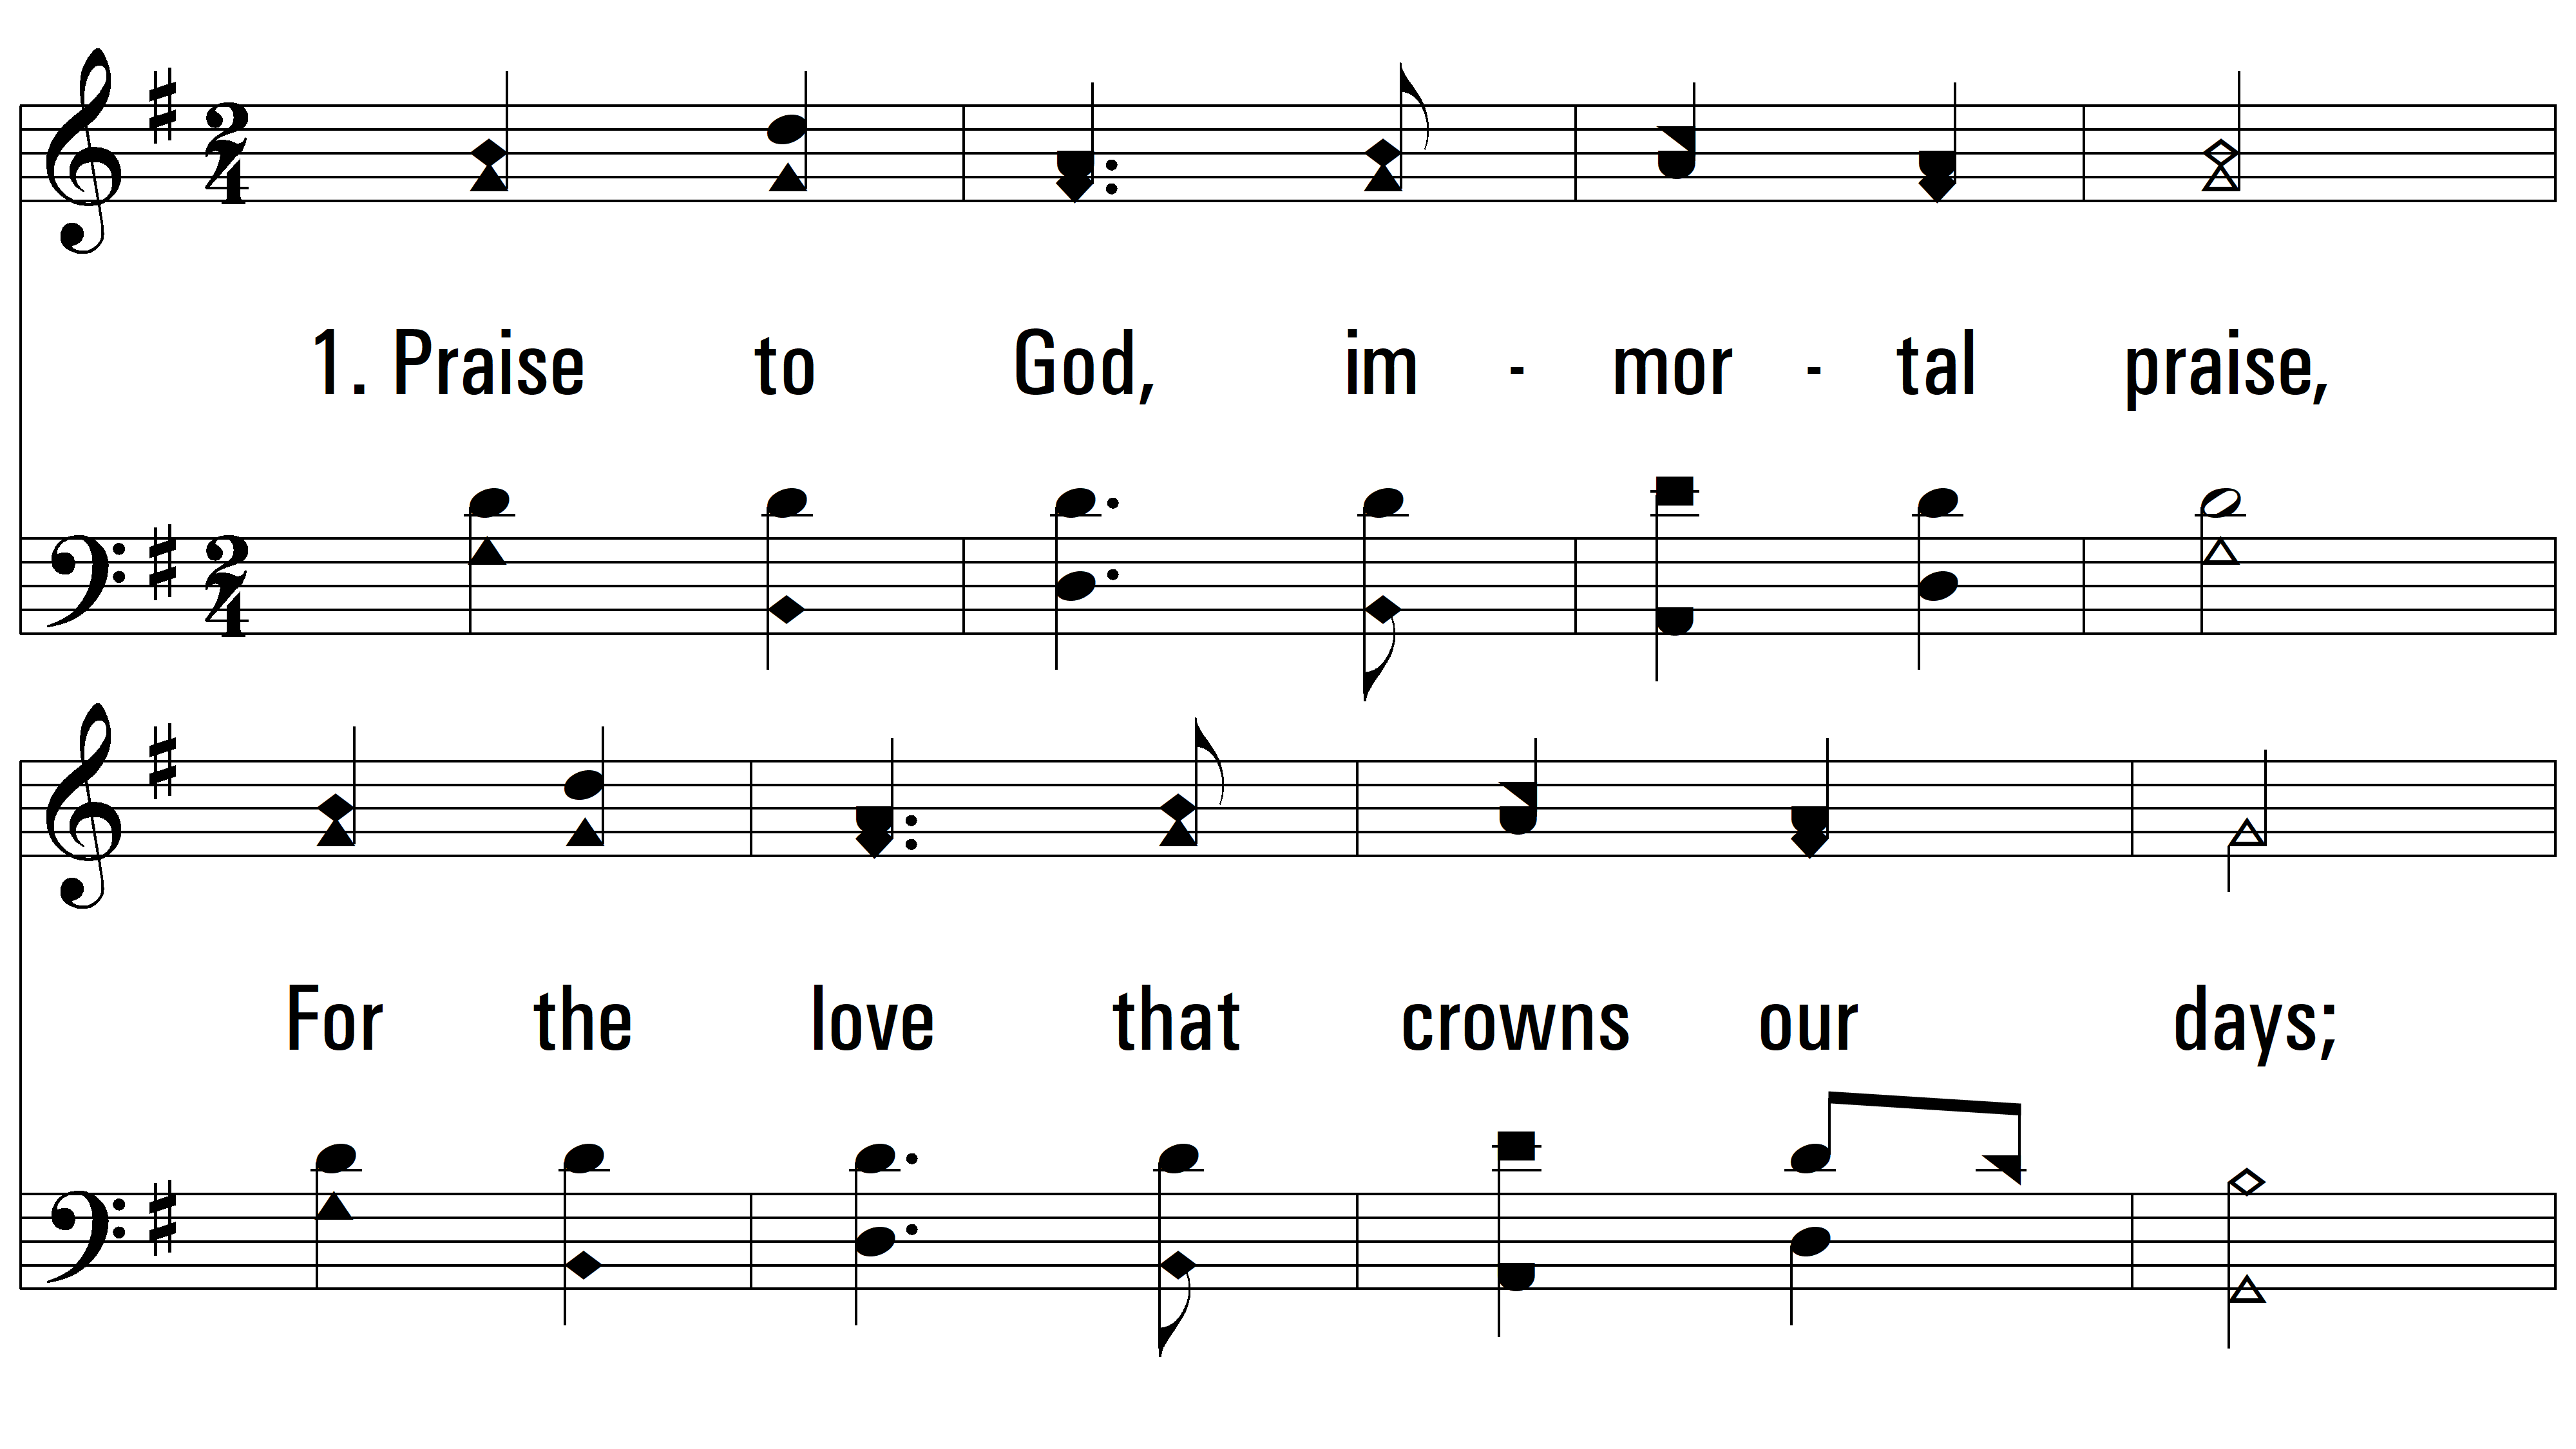 1. Praise to God, im - mor - tal praise,
For the love that crowns our days;